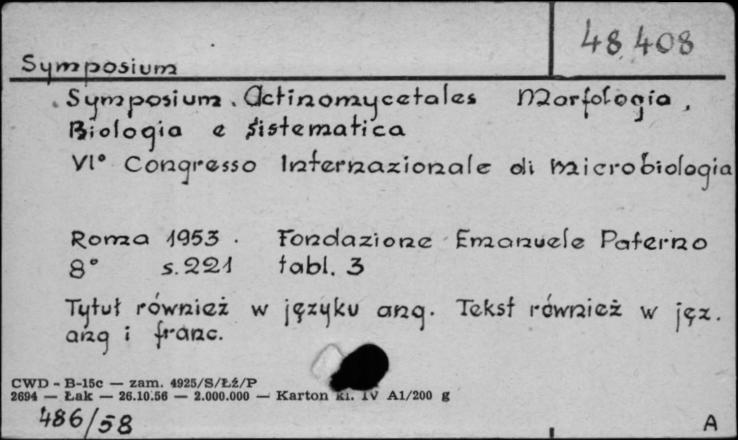 48.408
Symposium
Symposium. Actinomycetales Morfologia,
Biologia e Sistematica
VI° Congresso Internazionale di Microbiologia
Roma 1953. Fondazione Emanuele Paterno
8° s.221 tabl. 3
Tytuł również w języku ang. Tekst również w jęz.
ang i franc.
CWD - B-15c — zam. 4925/S/Łź/P
2694 — Łak — 26.10.56 — 2.000.000 — Karton kl. IV A1/200 g
486/58
A